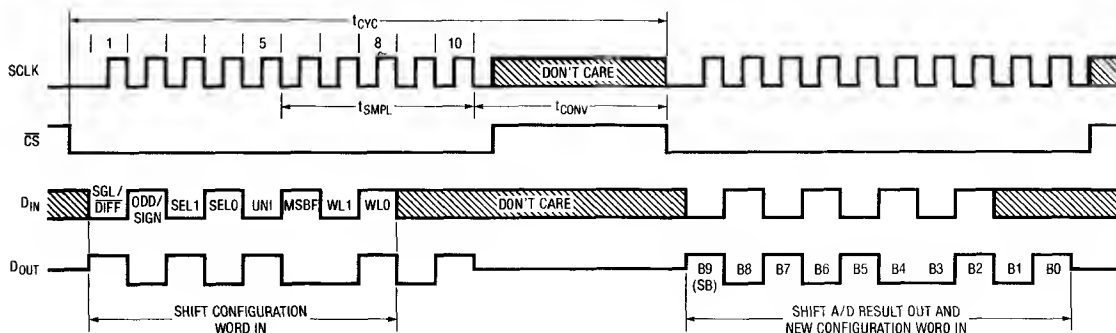 tCYC
1 5 8 10
SCLK
DON'T CARE
tSMPL
tCONV
CS
DIN
SGL/
DIFF
ODD/
SIGN
SEL1
SEL0
UNI
MSBF
WL1
WL0
DON'T CARE
DOUT
B9
(SB)
B8
B7
B6
B5
B4
B3
B2
B1
B0
SHIFT CONFIGURATION
WORD IN
SHIFT A/D RESULT OUT AND
NEW CONFIGURATION WORD IN